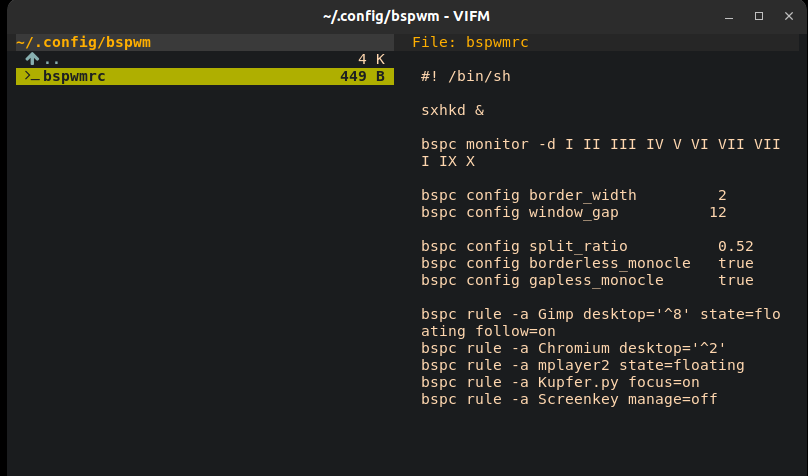 ~/.config/bspwm - VIFM
~/.config/bspwm
.. 4 K
bspwmrc 449 B
File: bspwmrc
#! /bin/sh
sxhkd &
bspc monitor -d I II III IV V VI VII VII
I IX X
bspc config border_width 2
bspc config window_gap 12
bspc config split_ratio 0.52
bspc config borderless_monocle true
bspc config gapless_monocle true
bspc rule -a Gimp desktop='^8' state=flo
ating follow=on
bspc rule -a Chromium desktop='^2'
bspc rule -a mplayer2 state=floating
bspc rule -a Kupfer.py focus=on
bspc rule -a Screenkey manage=off